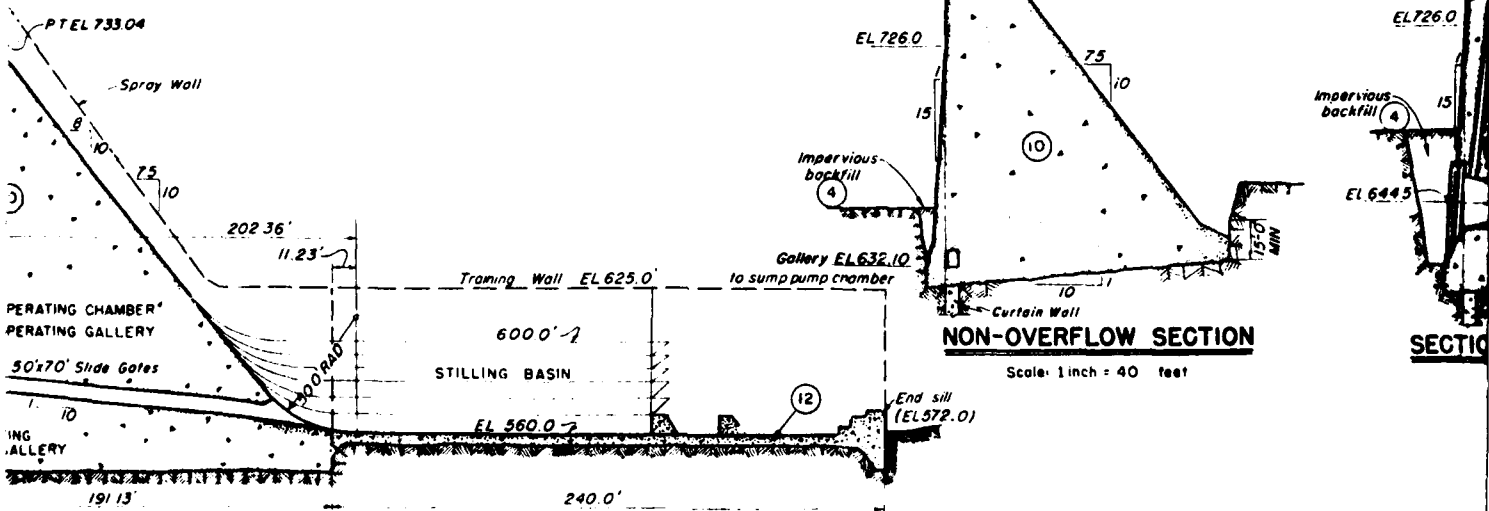 PT EL 733.04
Spray Wall
8
10
7.5
10
202.36'
11.23'
Training Wall EL 625.0'
PERATING CHAMBER
PERATING GALLERY
600.0'
50'x70' Slide Gates
1
10
STILLING BASIN
50.0' RAD
EL 560.0
12
End sill
(EL 572.0)
ING
ALLERY
191.13'
240.0'
EL 726.0
1
15
7.5
10
10
Impervious
backfill
4
Gallery EL 632.10
to sump pump chamber
15'-0"
MIN
10
1
Curtain Wall
NON-OVERFLOW SECTION
Scale: 1 inch = 40 feet
EL 726.0
1
15
Impervious
backfill
4
EL 644.5
SECTIO